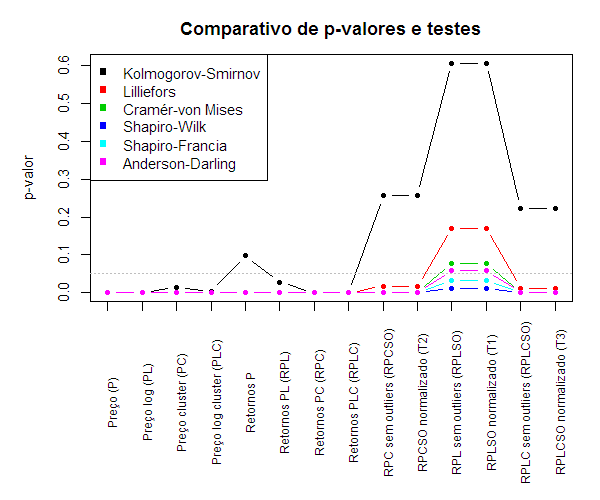 Comparativo de p-valores e testes
p-valor
0.6
0.5
0.4
0.3
0.2
0.1
0.0
Kolmogorov-Smirnov
Lilliefors
Cramér-von Mises
Shapiro-Wilk
Shapiro-Francia
Anderson-Darling
Preço (P)
Preço log (PL)
Preço cluster (PC)
Preço log cluster (PLC)
Retornos P
Retornos PL (RPL)
Retornos PC (RPC)
Retornos PLC (RPLC)
RPC sem outliers (RPCSO)
RPCSO normalizado (T2)
RPL sem outliers (RPLSO)
RPLSO normalizado (T1)
RPLC sem outliers (RPLCSO)
RPLCSO normalizado (T3)